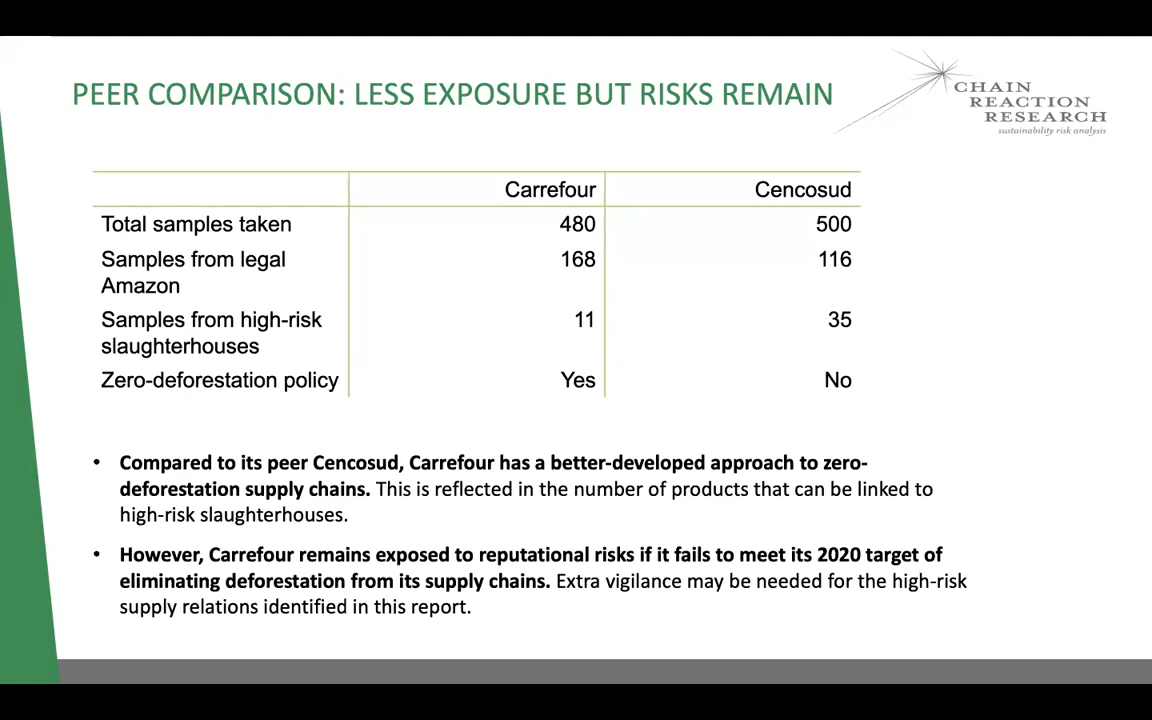 PEER COMPARISON: LESS EXPOSURE BUT RISKS REMAIN
CHAIN
REACTION
RESEARCH
sustainability risk analysis
Carrefour Cencosud
Total samples taken 480 500
Samples from legal 168 116
Amazon
Samples from high-risk 11 35
slaughterhouses
Zero-deforestation policy Yes No
• Compared to its peer Cencosud, Carrefour has a better-developed approach to zero-
deforestation supply chains. This is reflected in the number of products that can be linked to
high-risk slaughterhouses.
• However, Carrefour remains exposed to reputational risks if it fails to meet its 2020 target of
eliminating deforestation from its supply chains. Extra vigilance may be needed for the high-risk
supply relations identified in this report.